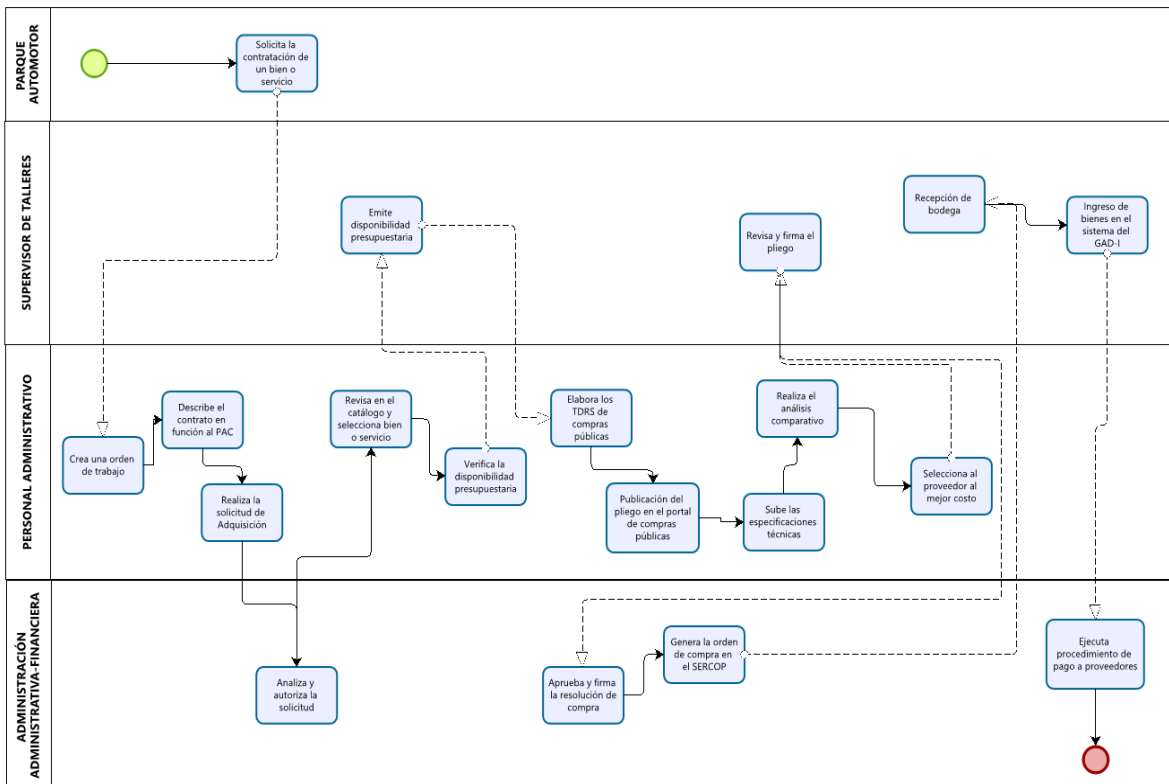 PARQUE
AUTOMOTOR
Solicita la
contratación de
un bien o
servicio
SUPERVISOR DE TALLERES
Emite
disponibilidad
presupuestaria
Revisa y firma el
pliego
Recepción de
bodega
Ingreso de
bienes en el
sistema del
GAD-I
PERSONAL ADMINISTRATIVO
Crea una orden
de trabajo
Describe el
contrato en
función al PAC
Realiza la
solicitud de
Adquisición
Revisa en el
catálogo y
selecciona bien
o servicio
Verifica la
disponibilidad
presupuestaria
Elabora los
TDRS de
compras
públicas
Publicación del
pliego en el portal
de compras
públicas
Sube las
especificaciones
técnicas
Realiza el
análisis
comparativo
Selecciona al
proveedor al
mejor costo
ADMINISTRACIÓN
ADMINISTRATIVA-FINANCIERA
Analiza y
autoriza la
solicitud
Aprueba y firma
la resolución de
compra
Genera la orden
de compra en
el SERCOP
Ejecuta
procedimiento de
pago a proveedores